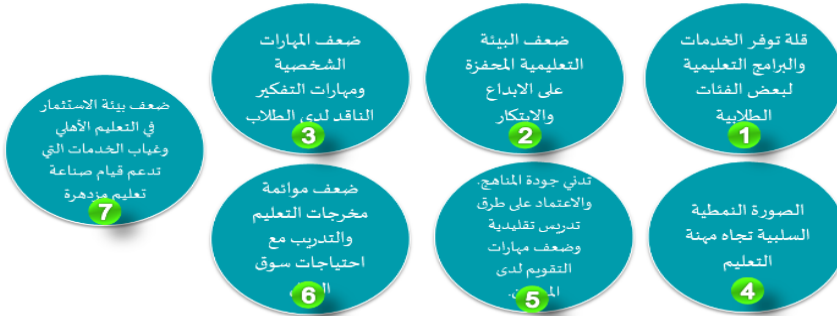 قلة توفر الخدمات
والبرامج التعليمية
لبعض الفئات
الطلابية
1
ضعف البيئة
التعليمية المحفزة
على الابداع
والابتكار
2
ضعف المهارات
الشخصية
ومهارات التفكير
الناقد لدى الطلاب
3
الصورة النمطية
السلبية تجاه مهنة
التعليم
4
تدني جودة المناهج.
والاعتماد على طرق
تدريس تقليدية
وضعف مهارات
التقويم لدى
5
ضعف موائمة
مخرجات التعليم
والتدريب مع
احتياجات سوق
6
ضعف بيئة الاستثمار
في التعليم الأهلي
وغياب الخدمات التي
تدعم قيام صناعة
تعليم مزدهرة
7